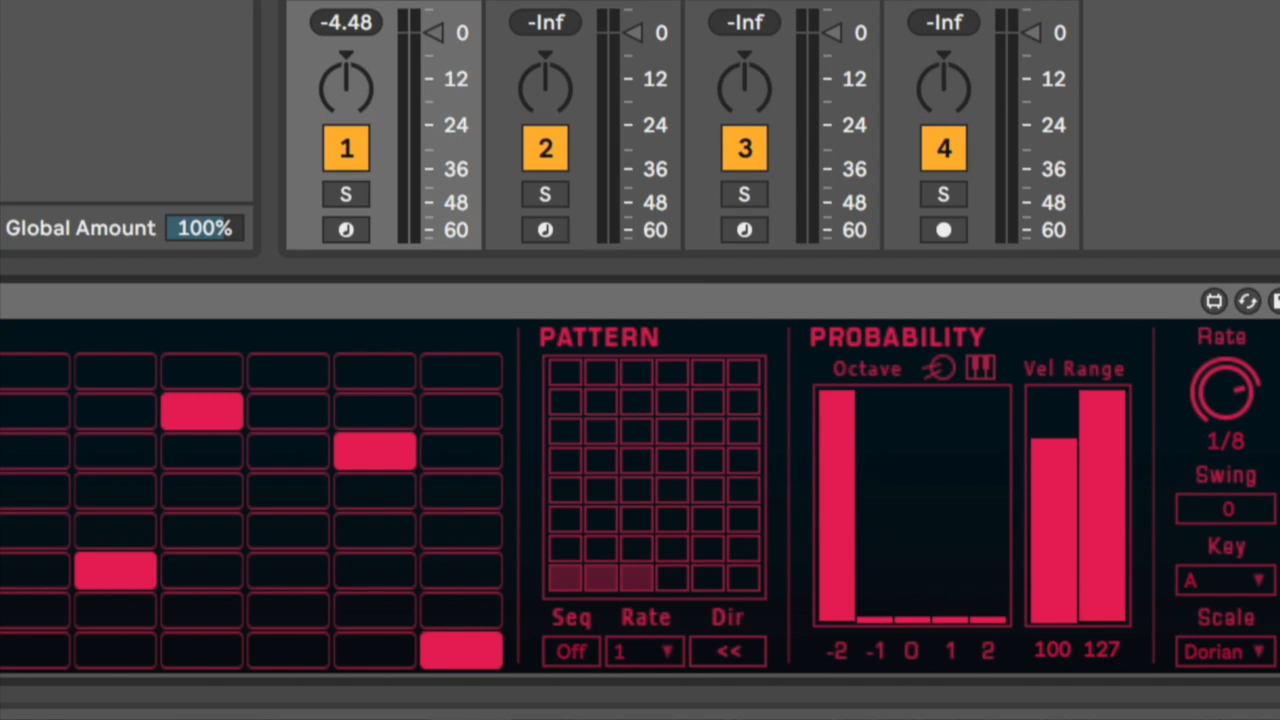 -4.48 -Inf -Inf -Inf
0 0 0 0
12 12 12 12
24 24 24 24
1 2 3 4
36 36 36 36
S S S S
48 48 48 48
Global Amount 100%
60 60 60 60
PATTERN PROBABILITY Rate
Octave Vel Range
1/8
Swing
0
Key
A
Seq Rate Dir Scale
Off 1 << -2 -1 0 1 2 100 127 Dorian